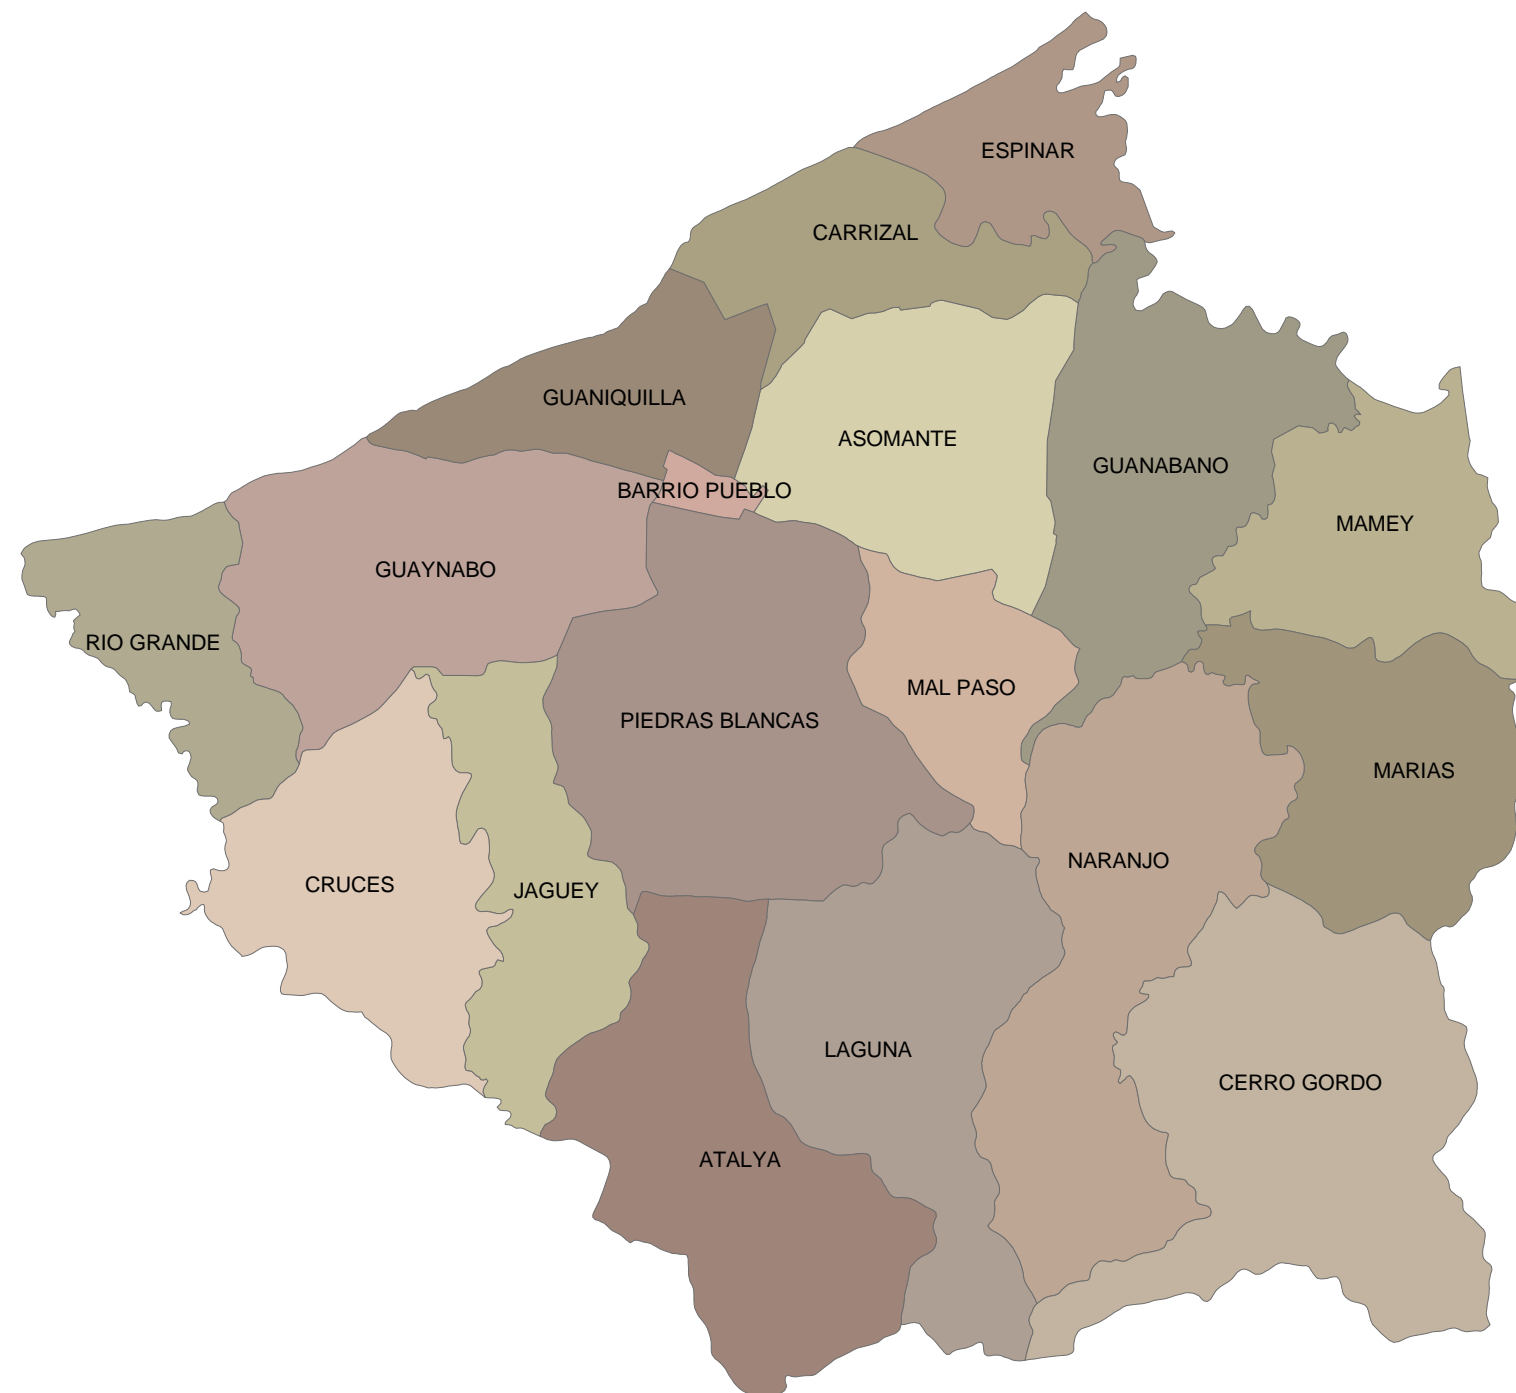 ESPINAR
CARRIZAL
GUANIQUILLA
ASOMANTE
GUANABANO
BARRIO PUEBLO
MAMEY
GUAYNABO
RIO GRANDE
MAL PASO
PIEDRAS BLANCAS
MARIAS
NARANJO
CRUCES
JAGUEY
LAGUNA
CERRO GORDO
ATALYA